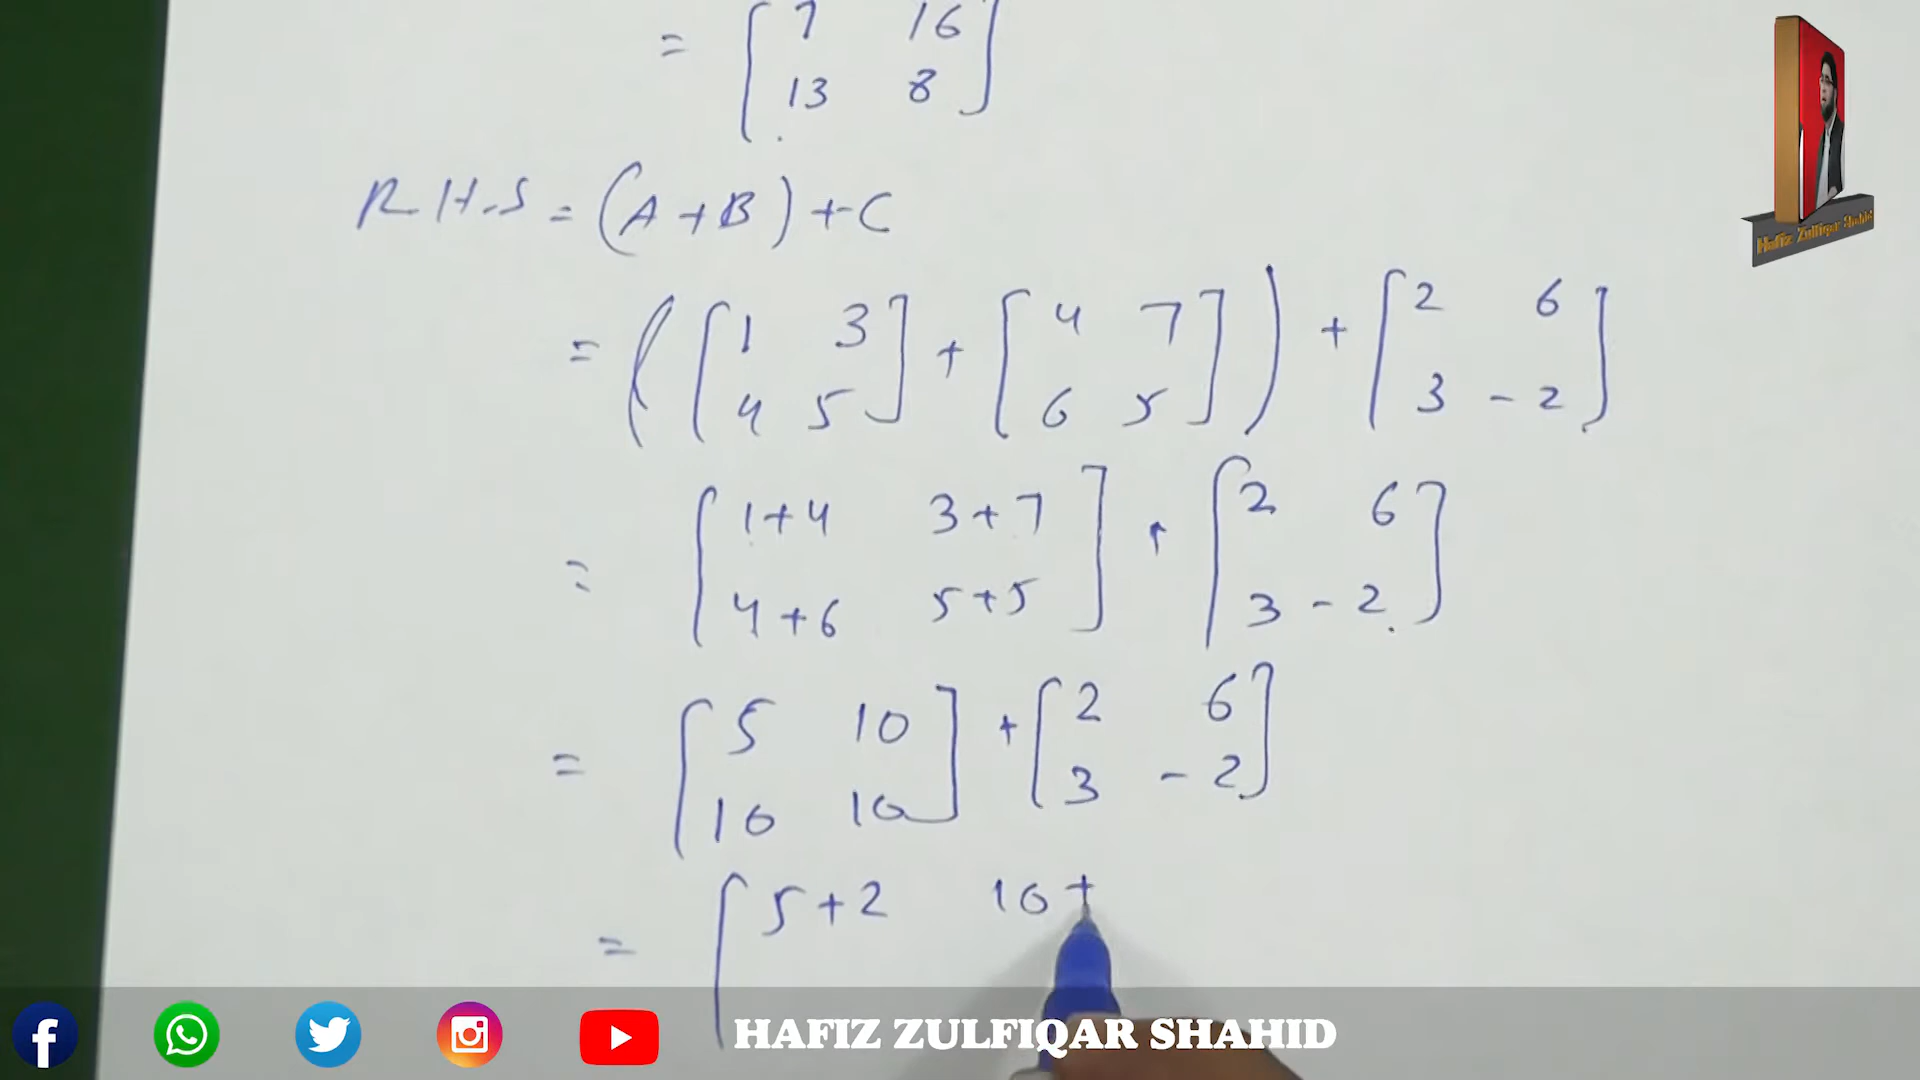 = [ 7 16
13 8 ]
R.H.S = (A + B) + C
= ( [ 1 3 ] + [ 4 7 ] ) + [ 2 6 ]
4 5 6 5 3 - 2
= [ 1+4 3+7 ] + [ 2 6 ]
4+6 5+5 3 - 2
= [ 5 10 ] + [ 2 6 ]
10 10 3 - 2
= [ 5+2 10+
Hafiz Zulfiqar Shahid
HAFIZ ZULFIQAR SHAHID